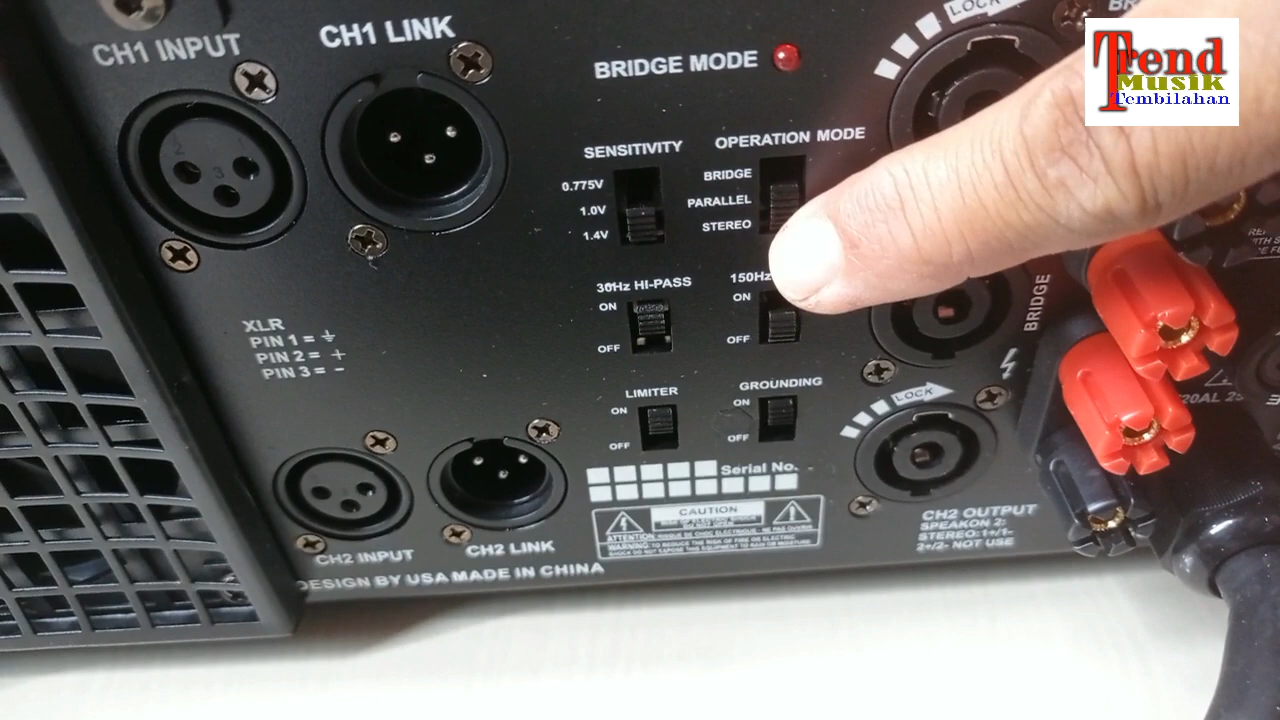 Trend
Musik
Tembilahan
CH1 INPUT
CH1 LINK
BRIDGE MODE
LOCK
SENSITIVITY
0.775V
1.0V
1.4V
OPERATION MODE
BRIDGE
PARALLEL
STEREO
30Hz HI-PASS
ON
OFF
150Hz
ON
OFF
XLR
PIN 1 = ⏚
PIN 2 = +
PIN 3 = -
LIMITER
ON
OFF
GROUNDING
ON
OFF
BRIDGE
LOCK
Serial No.
CAUTION
CH2 INPUT
CH2 LINK
CH2 OUTPUT
SPEAKON 2:
STEREO:1+/1-
2+/2- NOT USE
DESIGN BY USA MADE IN CHINA